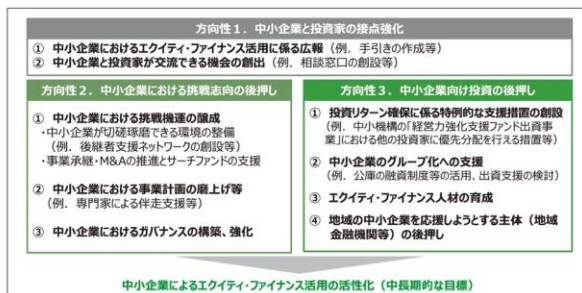 方向性１．中小企業と投資家の接点強化
① 中小企業におけるエクイティ・ファイナンス活用に係る広報（例．手引きの作成等）
② 中小企業と投資家が交流できる機会の創出（例．相談窓口の創設等）
方向性２．中小企業における挑戦志向の後押し
① 中小企業における挑戦機運の醸成
・中小企業が切磋琢磨できる環境の整備
（例．後継者支援ネットワークの創設等）
・事業承継・M&Aの推進とサーチファンドの支援
② 中小企業における事業計画の磨上げ等
（例．専門家による伴走支援等）
③ 中小企業におけるガバナンスの構築、強化
方向性３．中小企業向け投資の後押し
① 投資リターン確保に係る特例的な支援措置の創設
（例．中小機構の「経営力強化支援ファンド出資事
業」における他の投資家に優先分配を行える措置等）
② 中小企業のグループ化への支援
（例．公庫の融資制度等の活用、出資支援の検討）
③ エクイティ・ファイナンス人材の育成
④ 地域の中小企業を応援しようとする主体（地域
金融機関等）の後押し
中小企業によるエクイティ・ファイナンス活用の活性化（中長期的な目標）